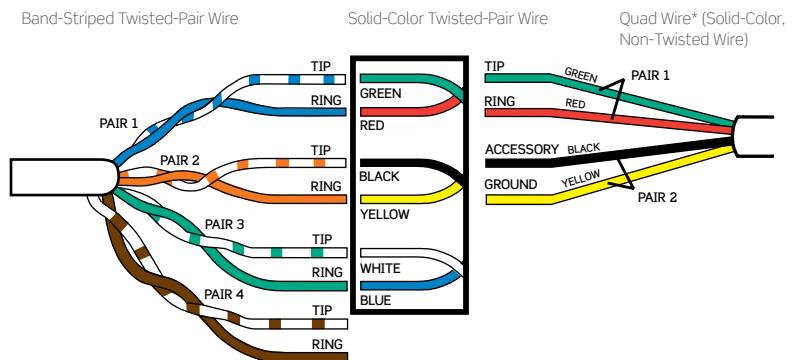 Band-Striped Twisted-Pair Wire
Solid-Color Twisted-Pair Wire
Quad Wire* (Solid-Color,
Non-Twisted Wire)
PAIR 1
TIP
RING
PAIR 2
TIP
RING
PAIR 3
TIP
RING
PAIR 4
TIP
RING
GREEN
RED
BLACK
YELLOW
WHITE
BLUE
TIP
GREEN
PAIR 1
RING
RED
ACCESSORY
BLACK
GROUND
YELLOW
PAIR 2